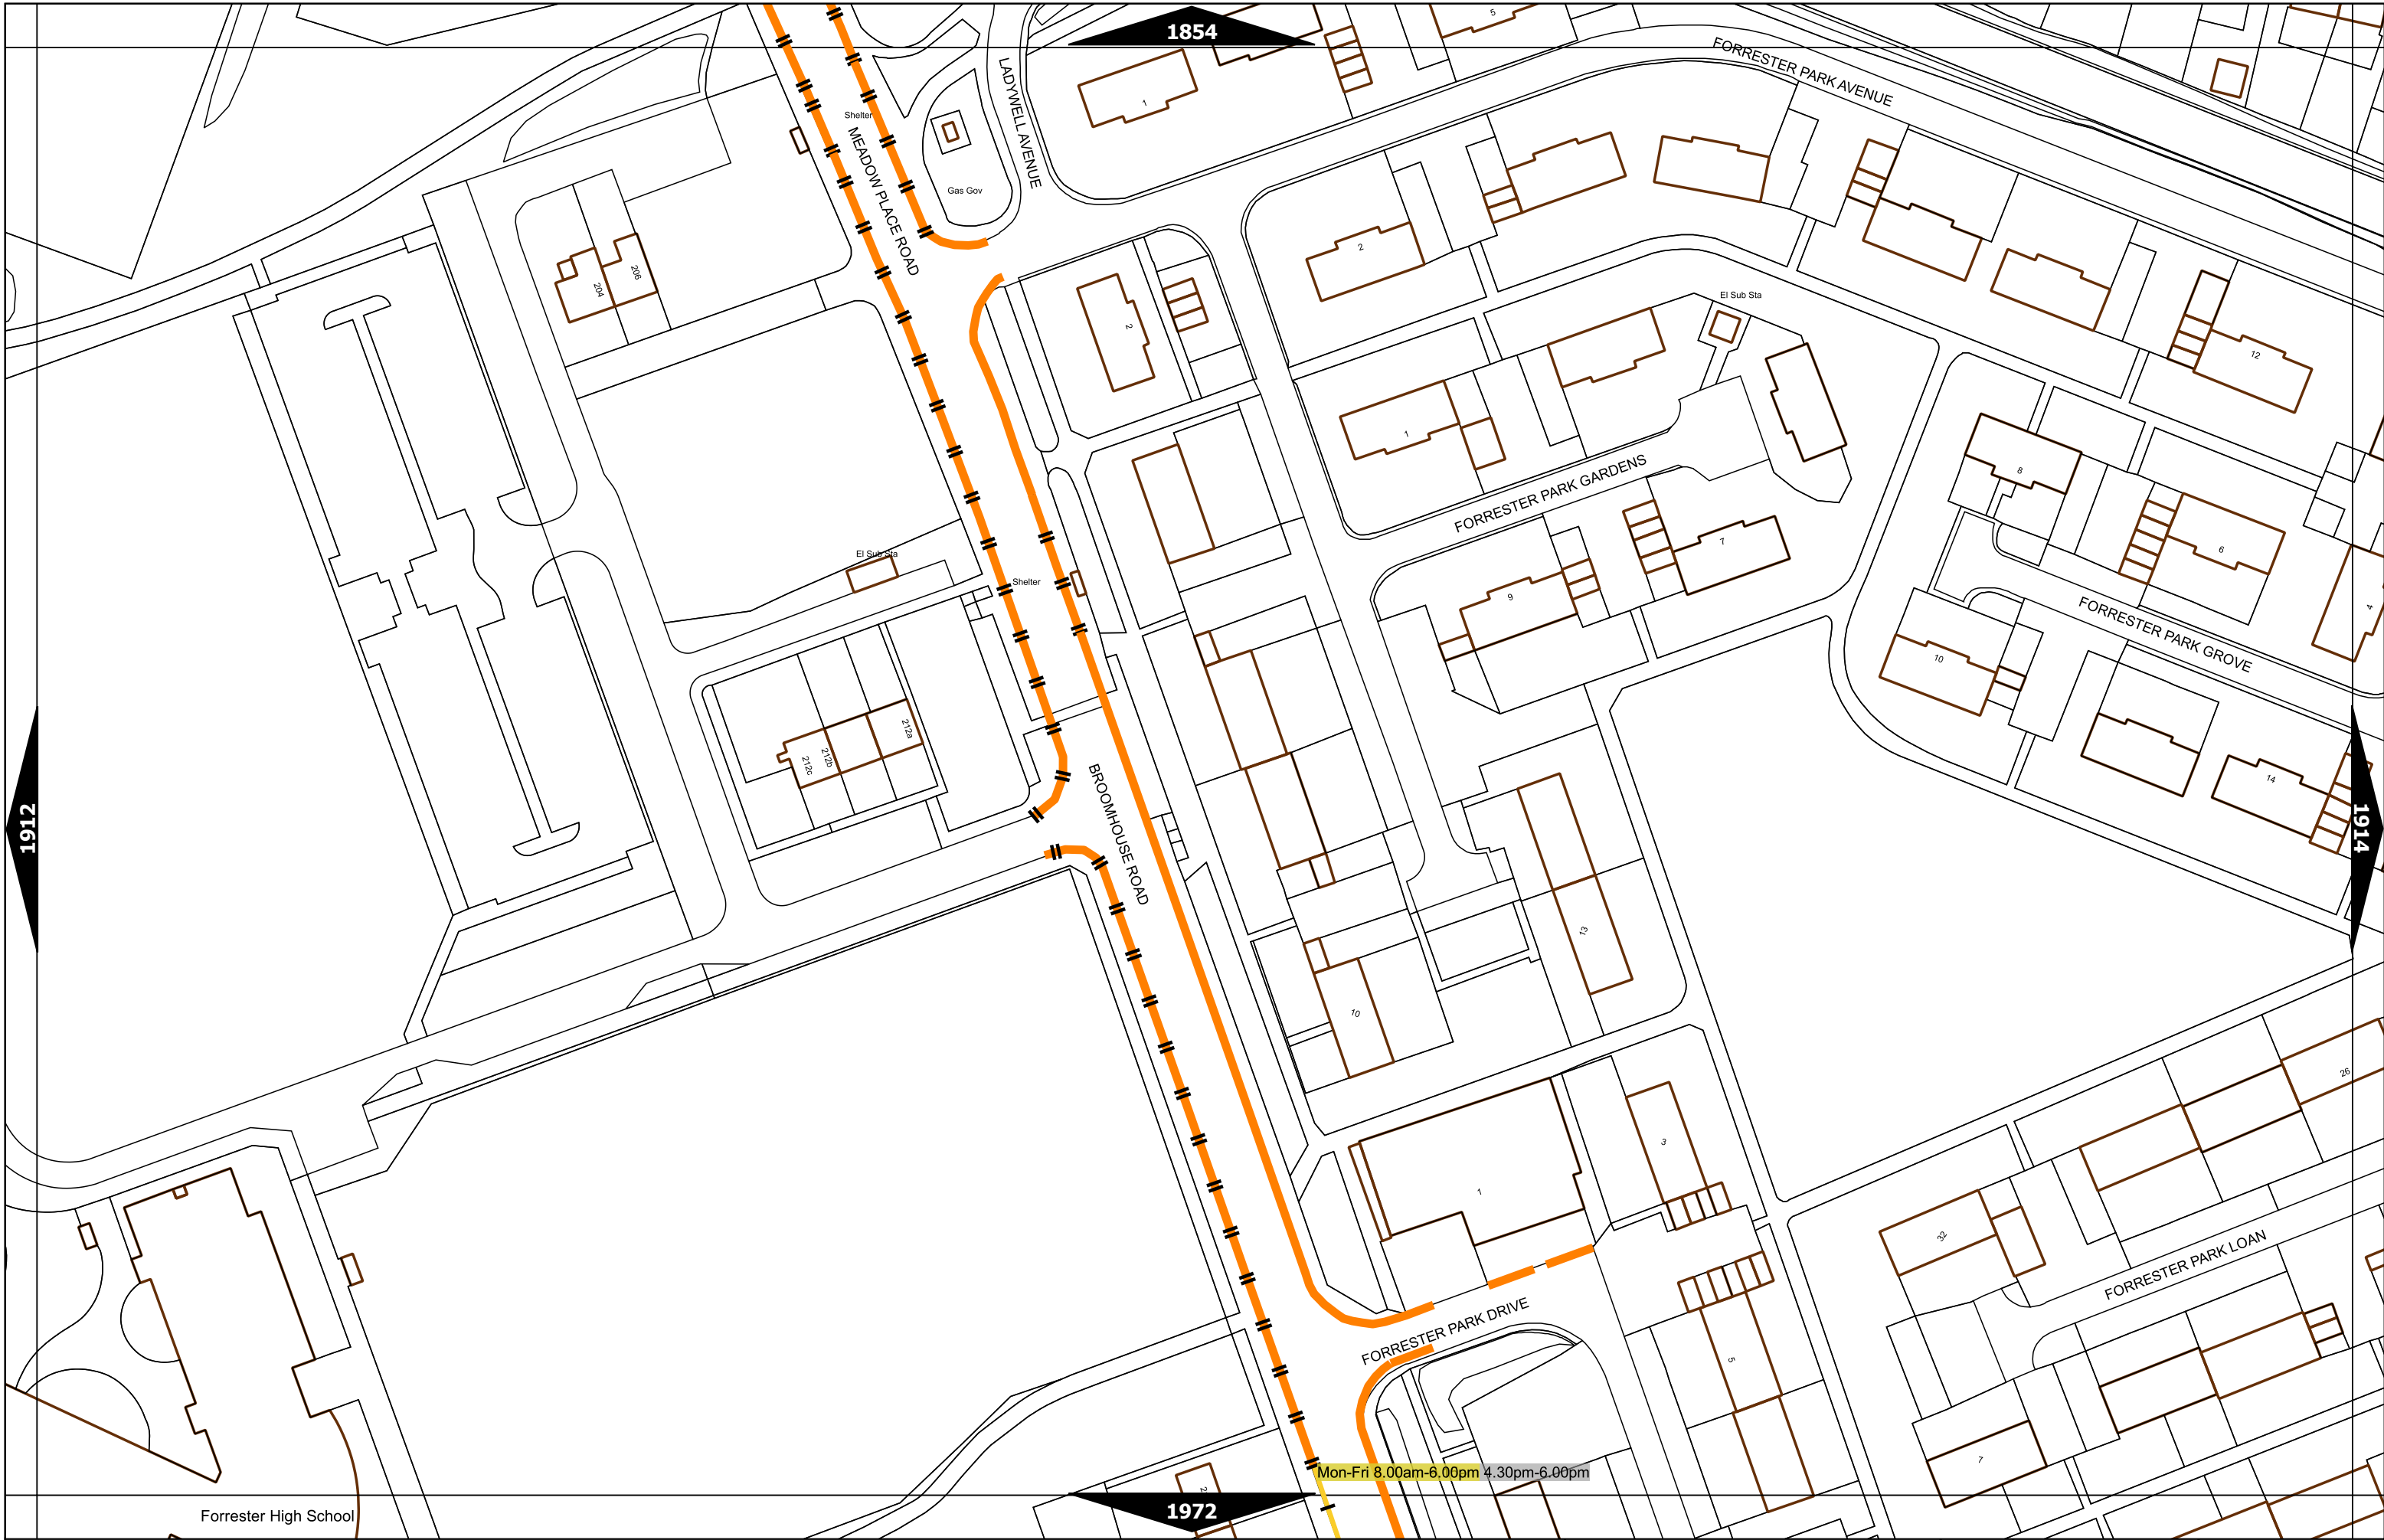 5
1854
FORRESTER PARK AVENUE
LADYWELL AVENUE
1
Shelter
MEADOW PLACE ROAD
Gas Gov
2
206
204
El Sub Sta
2
12
1
8
FORRESTER PARK GARDENS
7
6
El Sub Sta
Shelter
9
4
FORRESTER PARK GROVE
10
212a
212b
212c
BROOMHOUSE ROAD
14
1912
1914
13
10
26
3
1
32
FORRESTER PARK LOAN
FORRESTER PARK DRIVE
5
7
Mon-Fri 8.00am-6.00pm 4.30pm-6.00pm
2
1972
Forrester High School